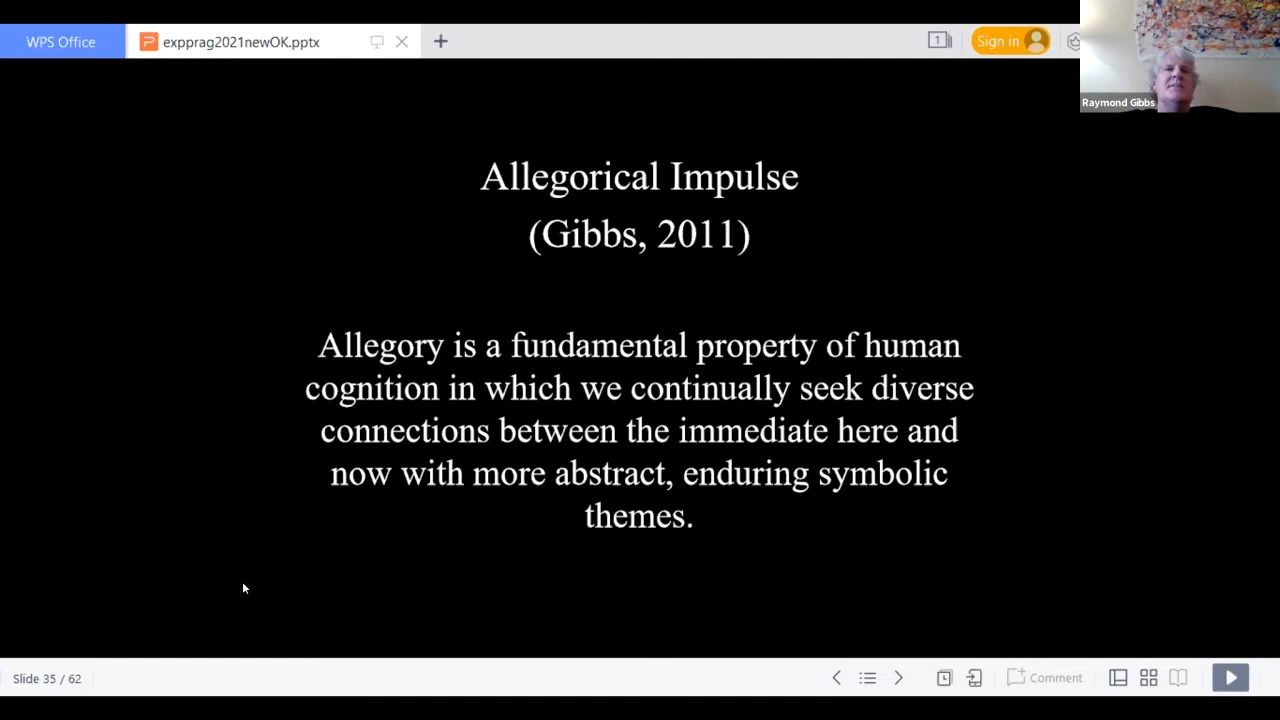 WPS Office
exppprag2021newOK.pptx
1
Sign in
Raymond Gibbs
Allegorical Impulse
(Gibbs, 2011)
Allegory is a fundamental property of human
cognition in which we continually seek diverse
connections between the immediate here and
now with more abstract, enduring symbolic
themes.
Slide 35 / 62
Comment